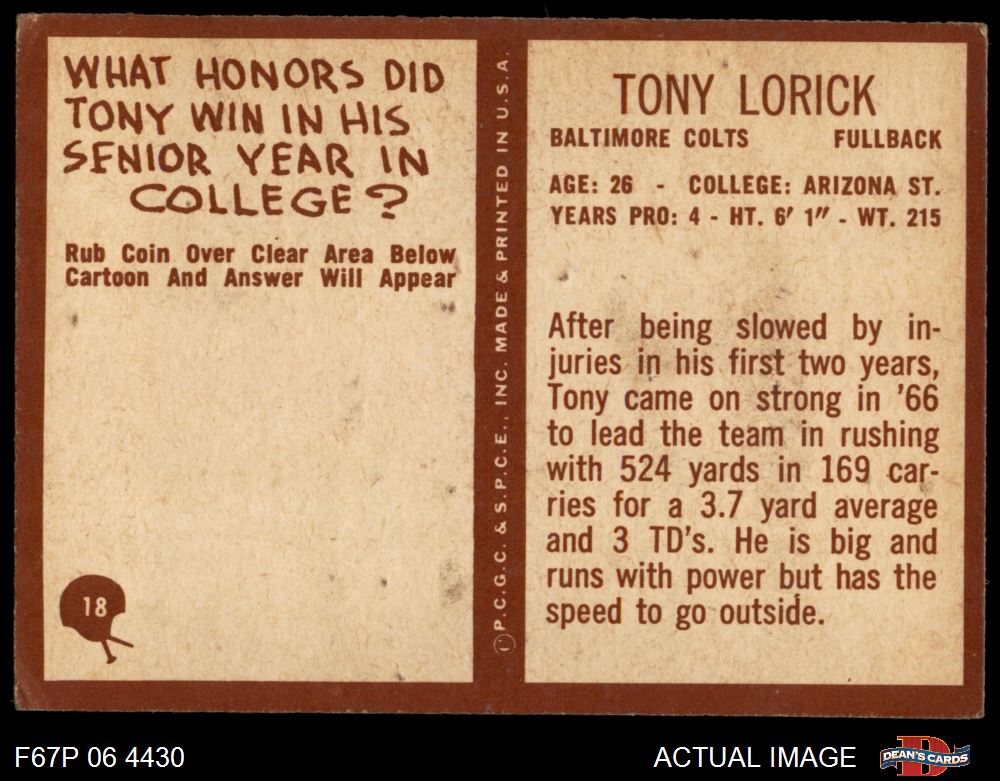 WHAT HONORS DID
TONY WIN IN HIS
SENIOR YEAR IN
COLLEGE?
Rub Coin Over Clear Area Below
Cartoon And Answer Will Appear
18
© P.C.G.C. & S.P.C.E., INC. MADE & PRINTED IN U.S.A.
TONY LORICK
BALTIMORE COLTS FULLBACK
AGE: 26 - COLLEGE: ARIZONA ST.
YEARS PRO: 4 - HT. 6' 1" - WT. 215
After being slowed by in-
juries in his first two years,
Tony came on strong in '66
to lead the team in rushing
with 524 yards in 169 car-
ries for a 3.7 yard average
and 3 TD's. He is big and
runs with power but has the
speed to go outside.
F67P 06 4430
ACTUAL IMAGE
D
DEAN'S CARDS